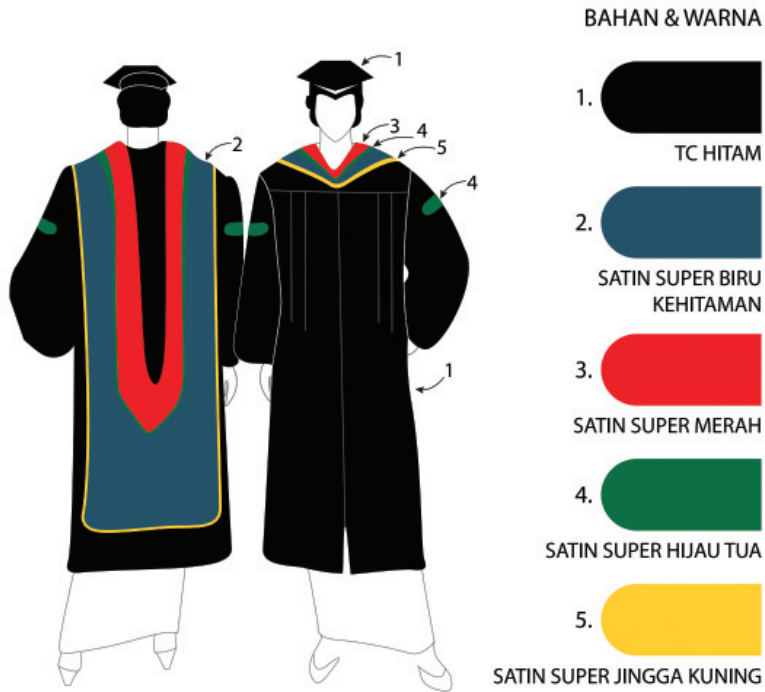 BAHAN & WARNA
1
3
4
5
2
4
1
1.
TC HITAM
2.
SATIN SUPER BIRU
KEHITAMAN
3.
SATIN SUPER MERAH
4.
SATIN SUPER HIJAU TUA
5.
SATIN SUPER JINGGA KUNING